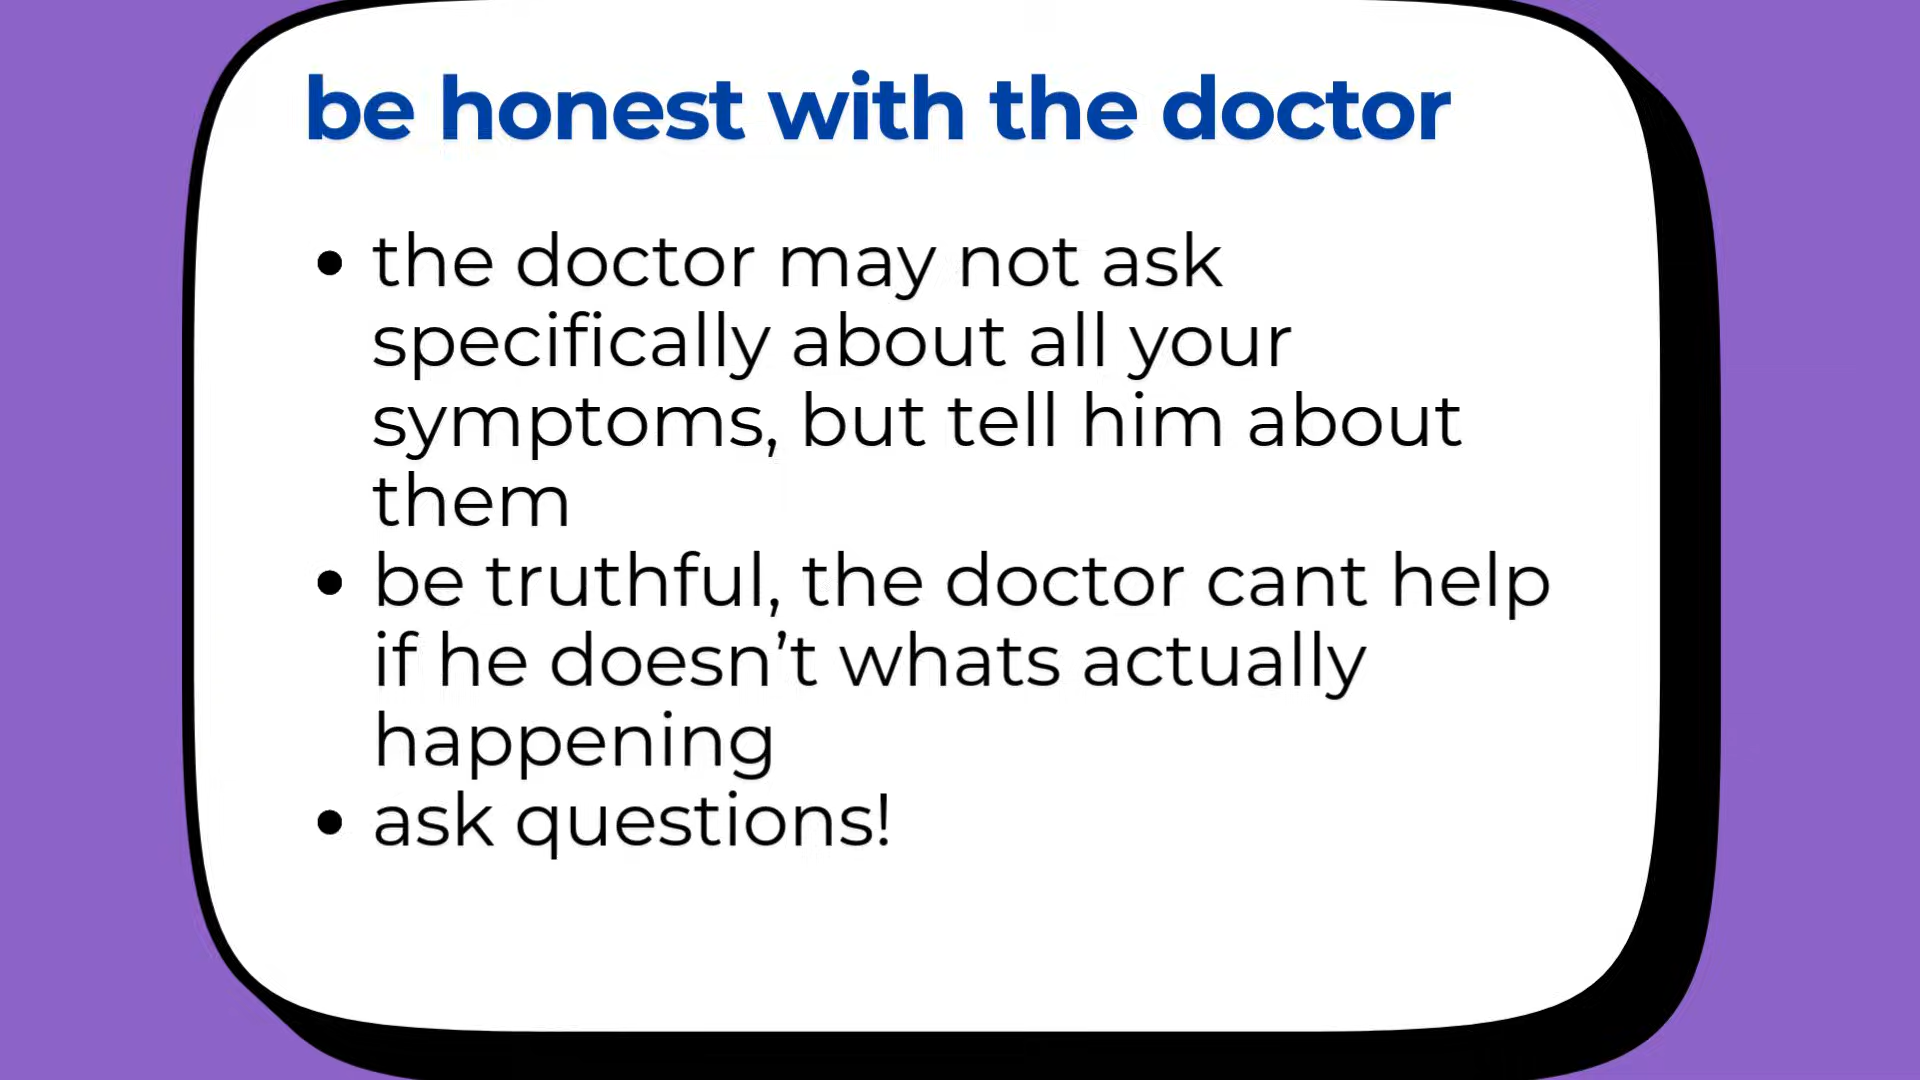 be honest with the doctor
• the doctor may not ask
specifically about all your
symptoms, but tell him about
them
• be truthful, the doctor cant help
if he doesn’t whats actually
happening
• ask questions!